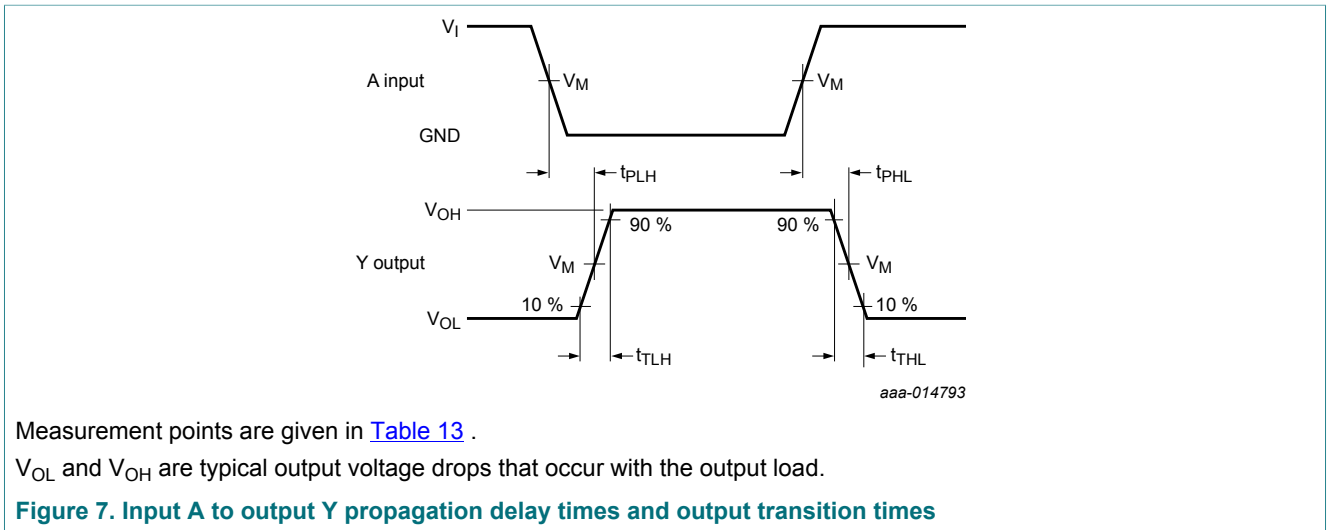 V_I
A input
V_M
V_M
GND
t_PLH
t_PHL
V_OH
90 %
90 %
Y output
V_M
V_M
10 %
10 %
V_OL
t_TLH
t_THL
aaa-014793
Measurement points are given in Table 13 .
V_OL and V_OH are typical output voltage drops that occur with the output load.
Figure 7. Input A to output Y propagation delay times and output transition times